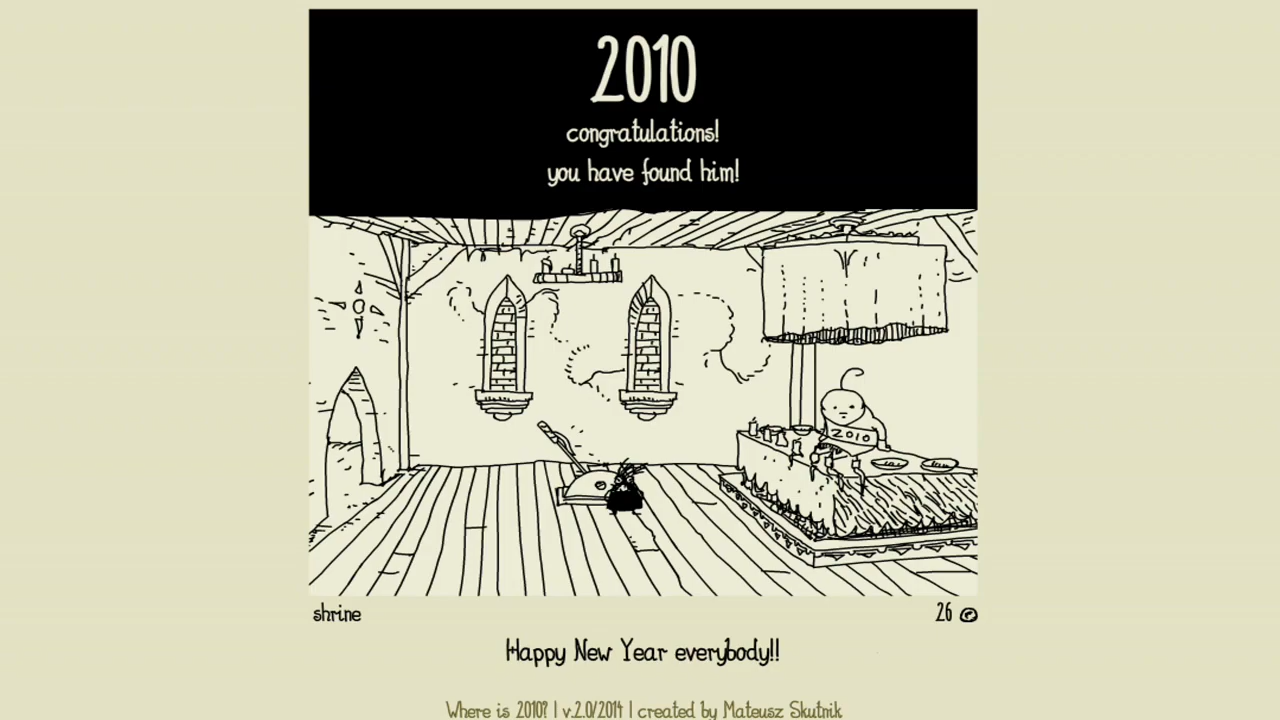 2010
congratulations!
you have found him!
2010
shrine
26
Happy New Year everybody!!
Where is 2010? | v.2.0/2014 | created by Mateusz Skutnik